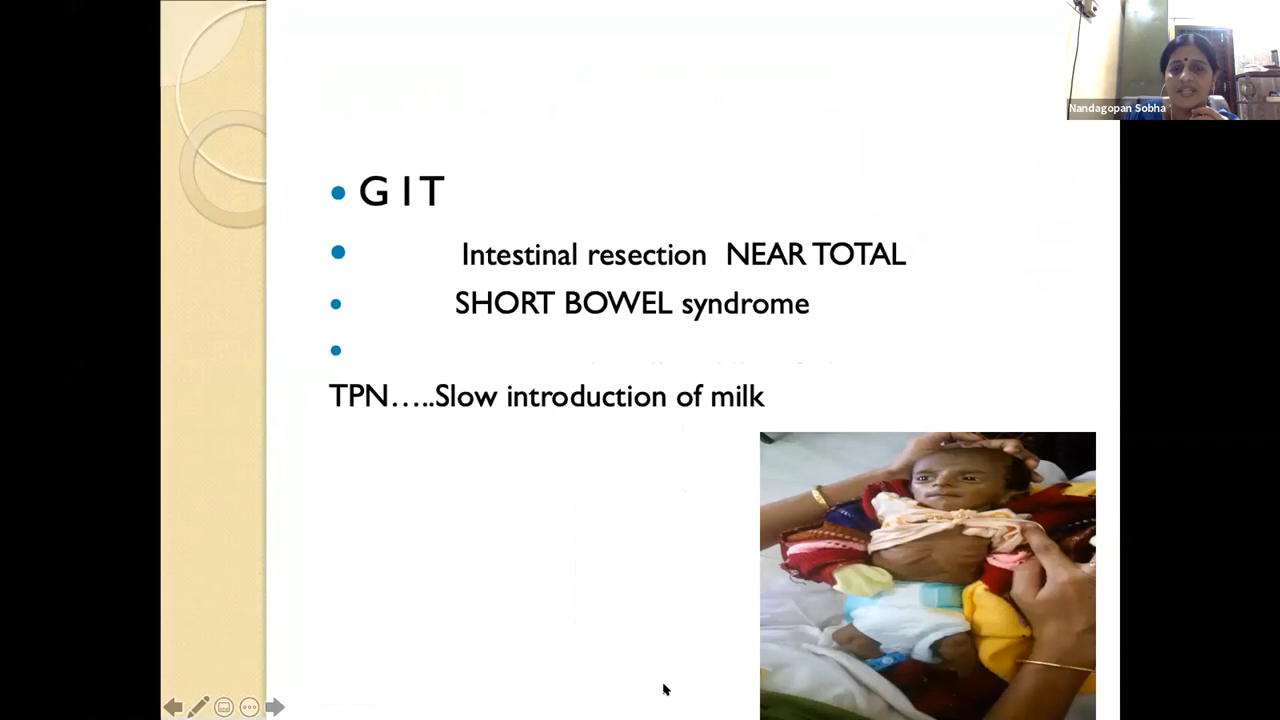 Nandagopan Sobha
G I T
Intestinal resection NEAR TOTAL
SHORT BOWEL syndrome
TPN…..Slow introduction of milk